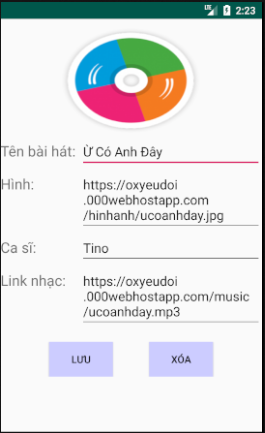 LTE 2:23
Tên bài hát: Ừ Có Anh Đây
Hình: https://oxyeudoi
.000webhostapp.com
/hinhanh/ucoanhday.jpg
Ca sĩ: Tino
Link nhạc: https://oxyeudoi
.000webhostapp.com/music
/ucoanhday.mp3
LƯU XÓA